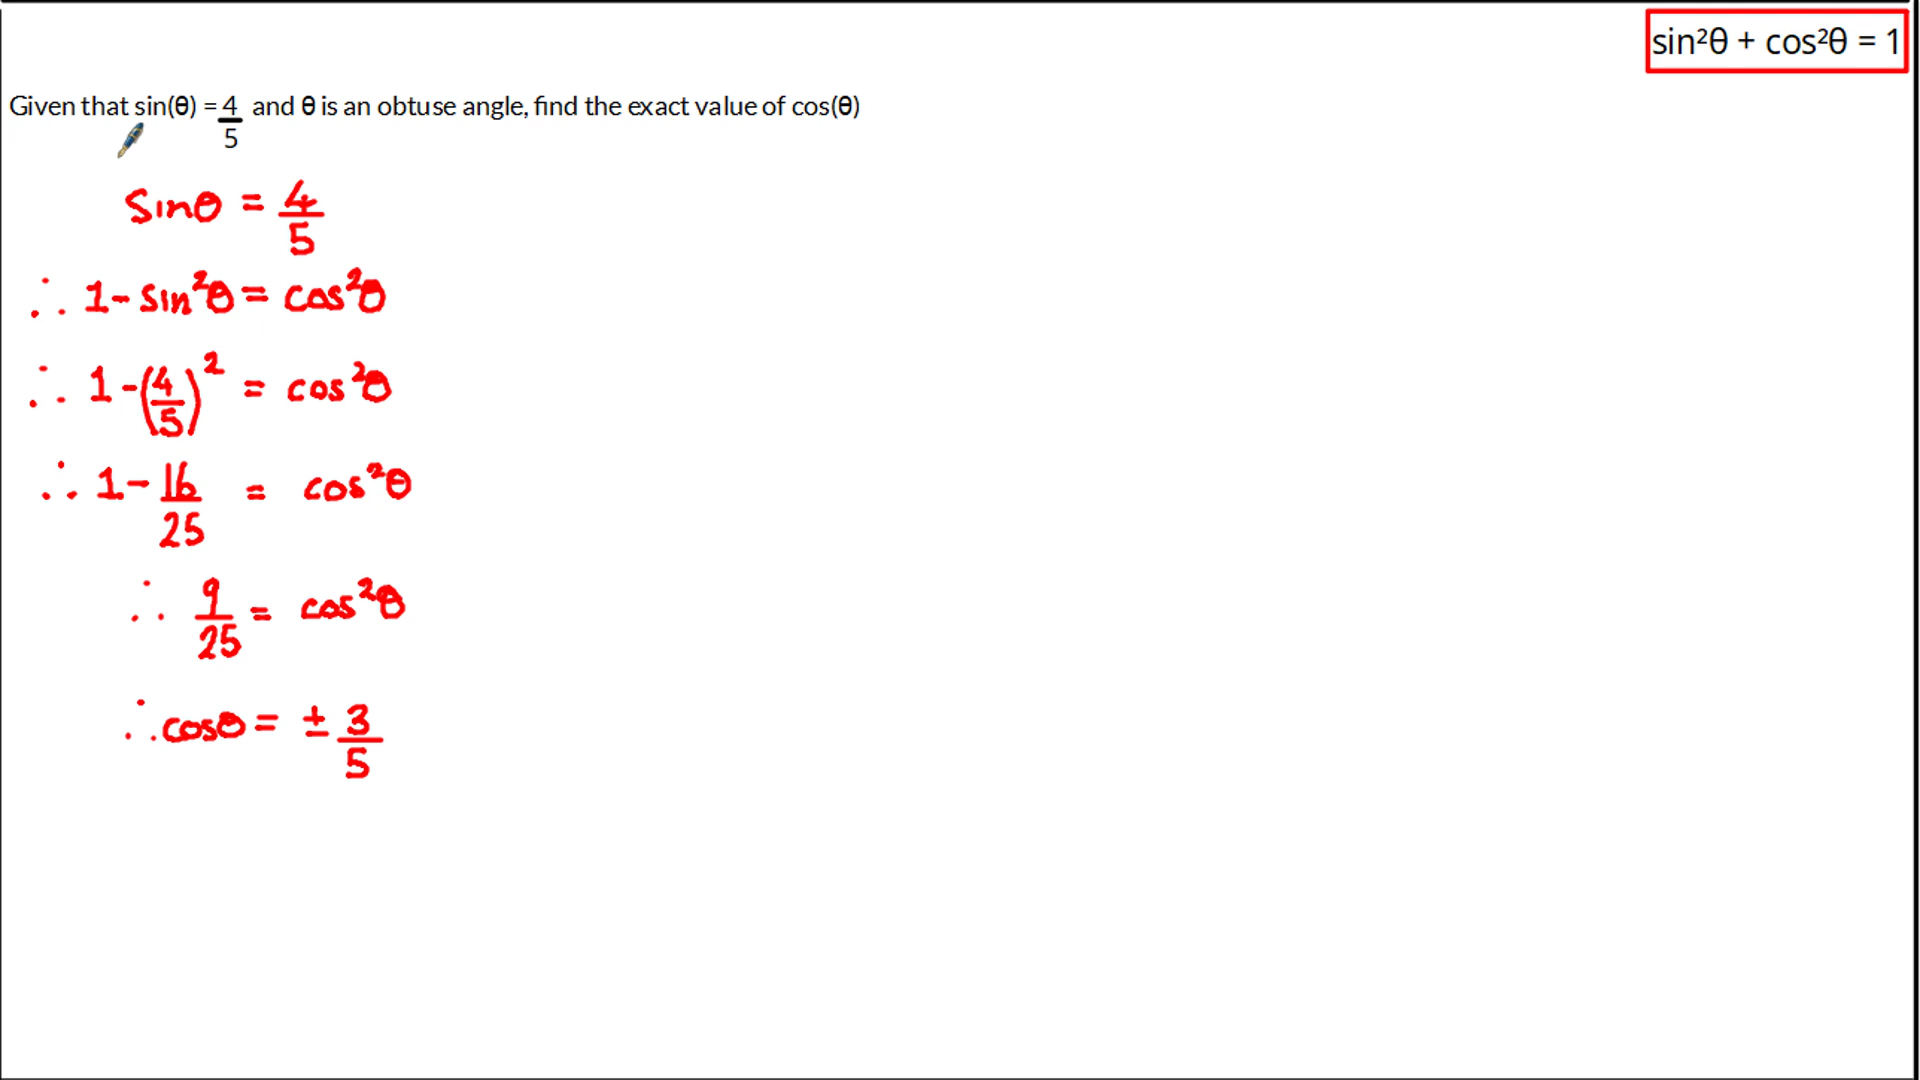 sin²θ + cos²θ = 1
Given that sin(θ) = 4/5 and θ is an obtuse angle, find the exact value of cos(θ)
sinθ = 4/5
∴ 1 - sin²θ = cos²θ
∴ 1 - (4/5)² = cos²θ
∴ 1 - 16/25 = cos²θ
∴ 9/25 = cos²θ
∴ cosθ = ± 3/5